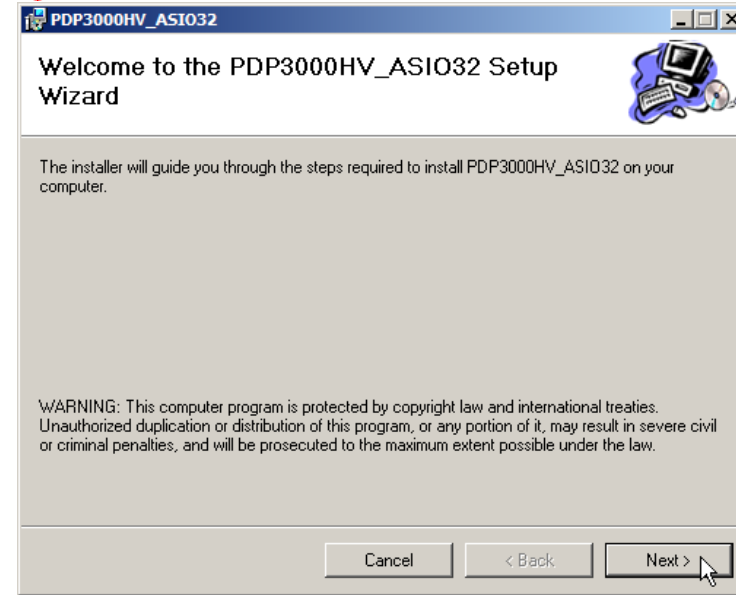 PDP3000HV_ASIO32
Welcome to the PDP3000HV_ASIO32 Setup
Wizard
The installer will guide you through the steps required to install PDP3000HV_ASIO32 on your
computer.
WARNING: This computer program is protected by copyright law and international treaties.
Unauthorized duplication or distribution of this program, or any portion of it, may result in severe civil
or criminal penalties, and will be prosecuted to the maximum extent possible under the law.
Cancel < Back Next >